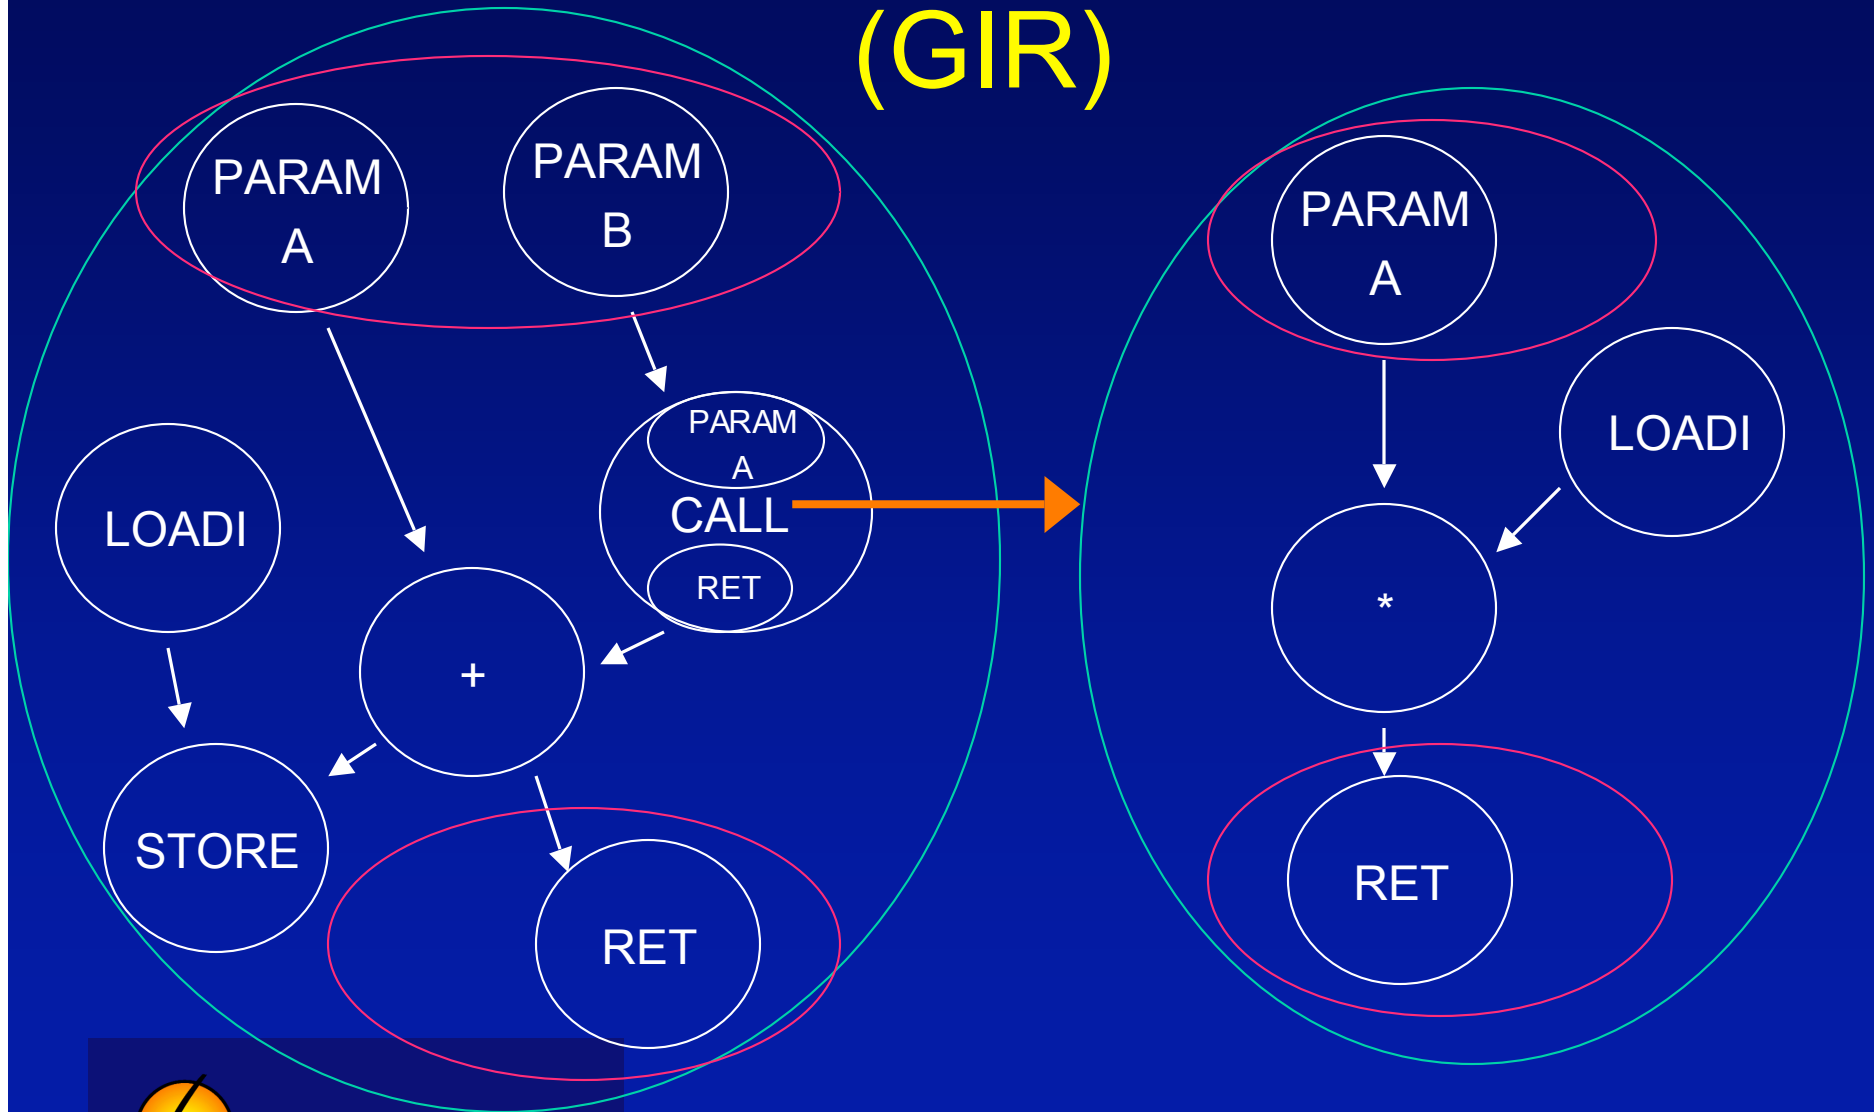 (GIR)
PARAM
A
PARAM
B
PARAM
A
CALL
RET
LOADI
+
STORE
RET
PARAM
A
LOADI
*
RET